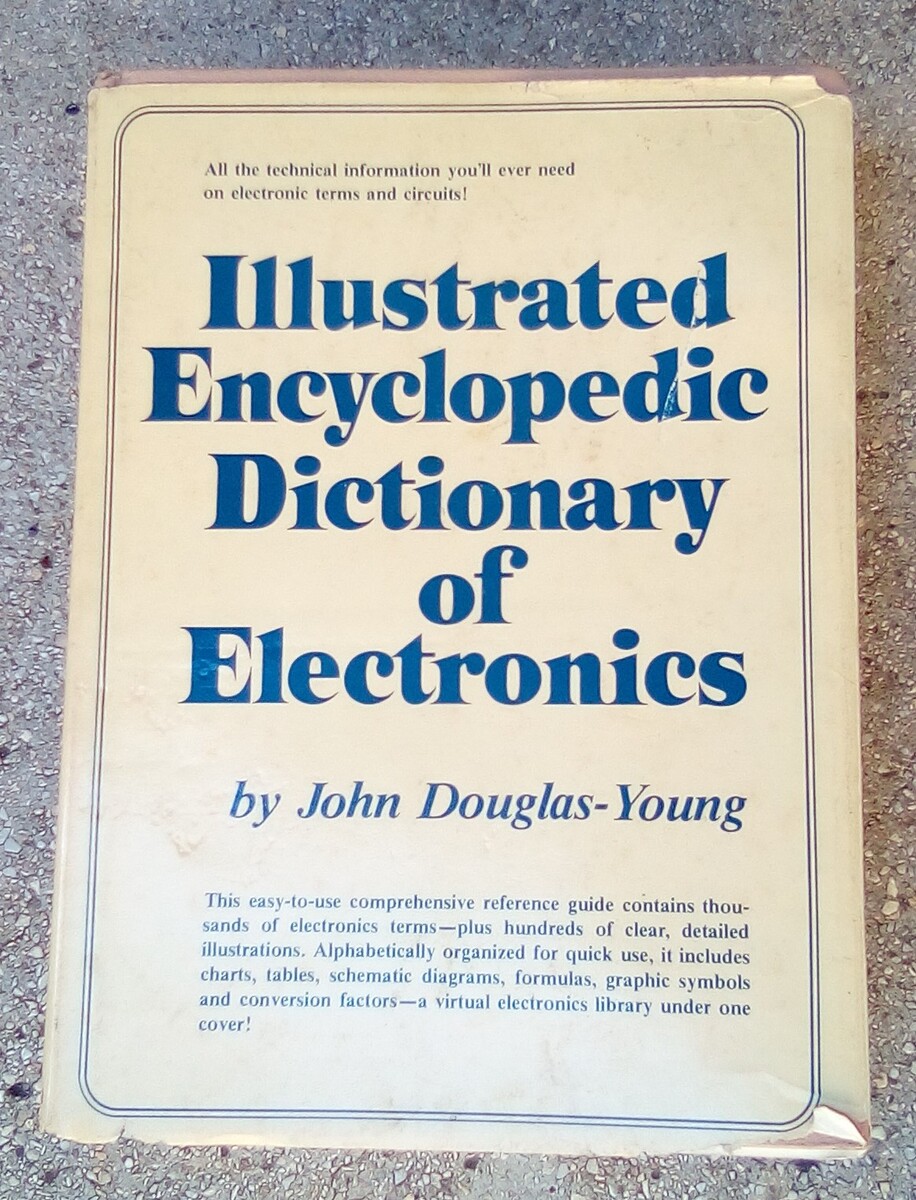 All the technical information you'll ever need
on electronic terms and circuits!
Illustrated
Encyclopedic
Dictionary
of
Electronics
by John Douglas-Young
This easy-to-use comprehensive reference guide contains thou-
sands of electronics terms—plus hundreds of clear, detailed
illustrations. Alphabetically organized for quick use, it includes
charts, tables, schematic diagrams, formulas, graphic symbols
and conversion factors—a virtual electronics library under one
cover!